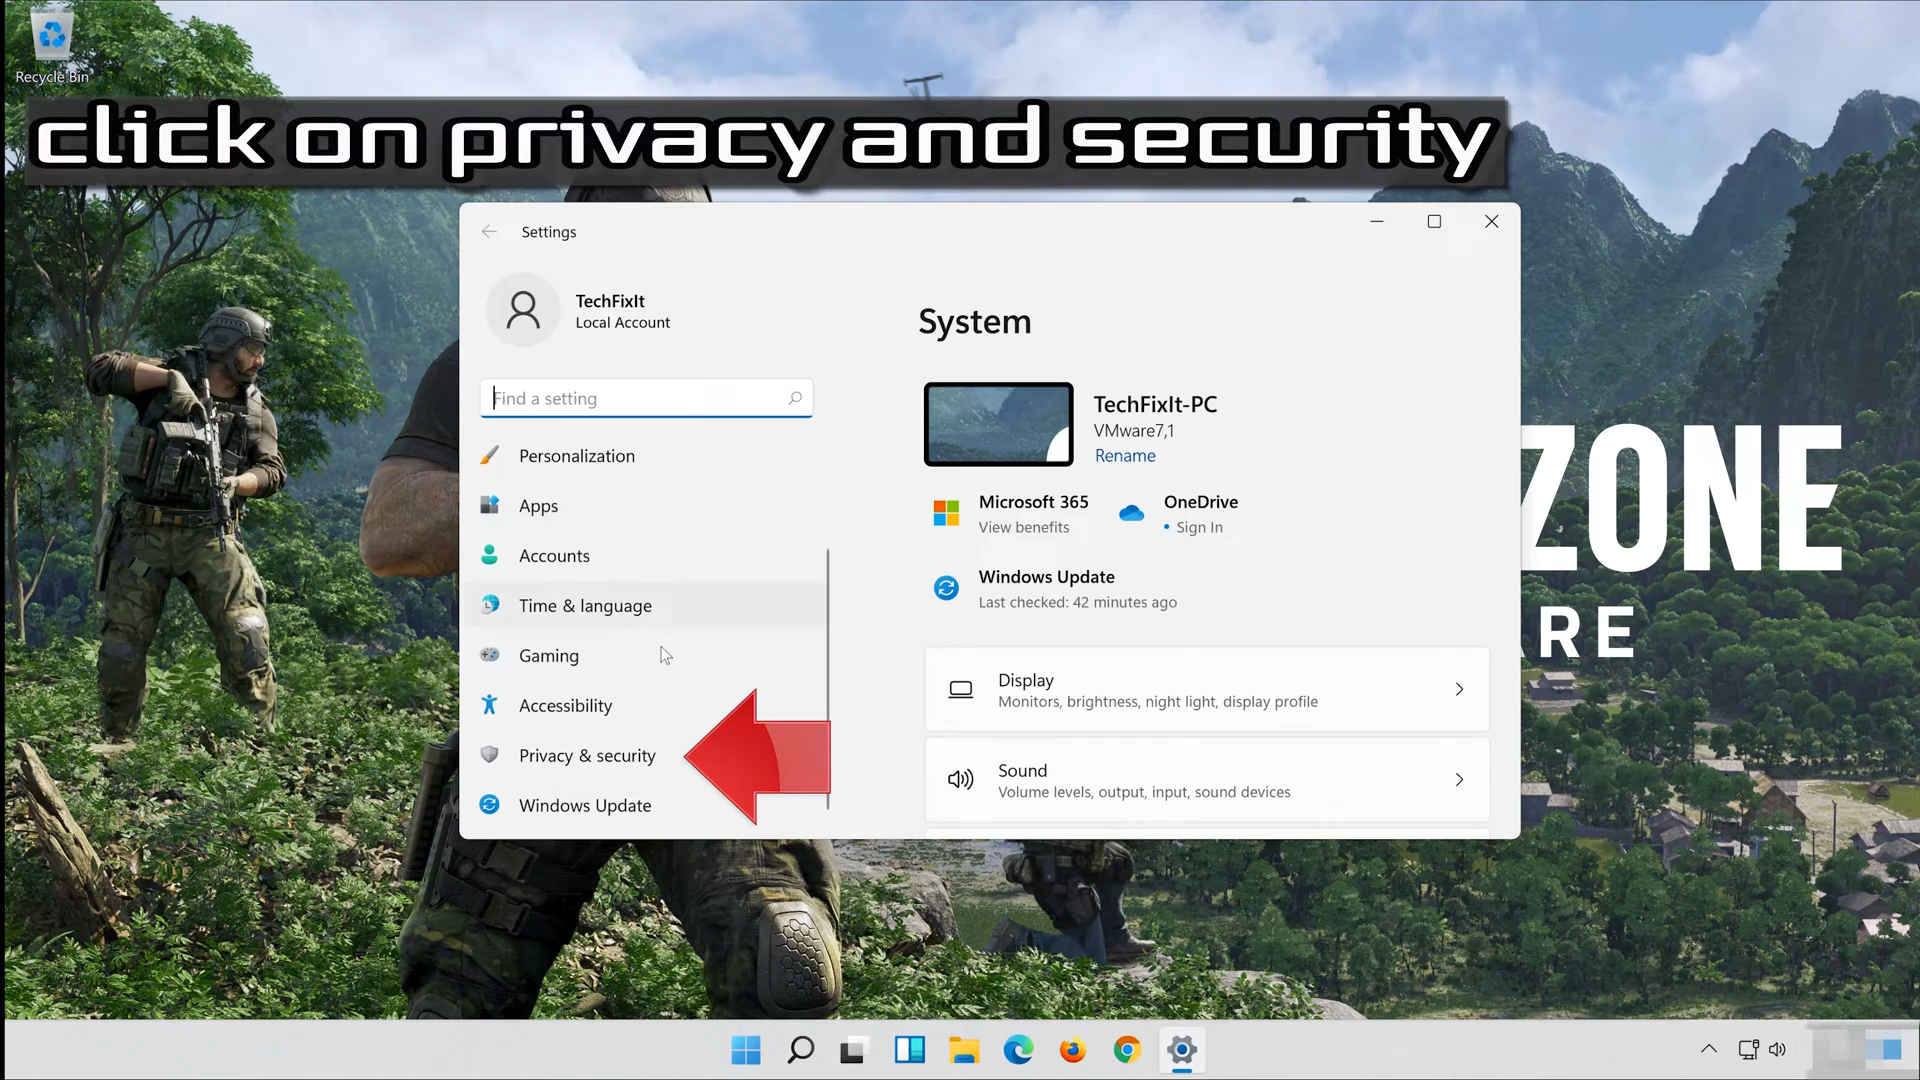 Recycle Bin
click on privacy and security
Settings
TechFixIt
Local Account
Find a setting
Personalization
Apps
Accounts
Time & language
Gaming
Accessibility
Privacy & security
Windows Update
System
TechFixIt-PC
VMware7,1
Rename
Microsoft 365
View benefits
OneDrive
• Sign In
Windows Update
Last checked: 42 minutes ago
Display
Monitors, brightness, night light, display profile
Sound
Volume levels, output, input, sound devices
ZONE
RE